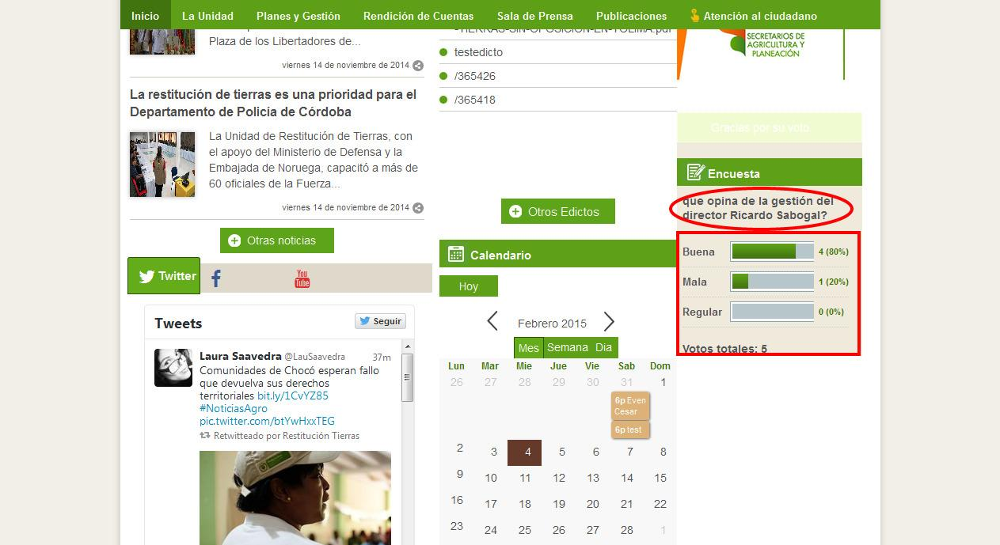 Inicio La Unidad Planes y Gestión Rendición de Cuentas Sala de Prensa Publicaciones Atención al ciudadano
Plaza de los Libertadores de...
viernes 14 de noviembre de 2014
La restitución de tierras es una prioridad para el
Departamento de Policía de Córdoba
La Unidad de Restitución de Tierras, con
el apoyo del Ministerio de Defensa y la
Embajada de Noruega, capacitó a más de
60 oficiales de la Fuerza...
viernes 14 de noviembre de 2014
Otras noticias
Twitter
You
Tube
Tweets
Seguir
Laura Saavedra @LauSaavedra 37m
Comunidades de Chocó esperan fallo
que devuelva sus derechos
territoriales bit.ly/1CvYZ85
#NoticiasAgro
pic.twitter.com/btYwHxxTEG
Retwitteado por Restitución Tierras
-TIERRAS-SIN-OPOSICION-EN-TOLIMA.pdf
testedicto
/365426
/365418
Otros Edictos
Calendario
Hoy
Febrero 2015
Mes Semana Dia
Lun Mar Mie Jue Vie Sab Dom
26 27 28 29 30 31 1
6p Even
Cesar
6p test
2 3 4 5 6 7 8
9 10 11 12 13 14 15
16 17 18 19 20 21 22
23 24 25 26 27 28 1
SECRETARIOS DE
AGRICULTURA Y
PLANEACIÓN
Gracias por su voto
Encuesta
que opina de la gestión del
director Ricardo Sabogal?
Buena 4 (80%)
Mala 1 (20%)
Regular 0 (0%)
Votos totales: 5